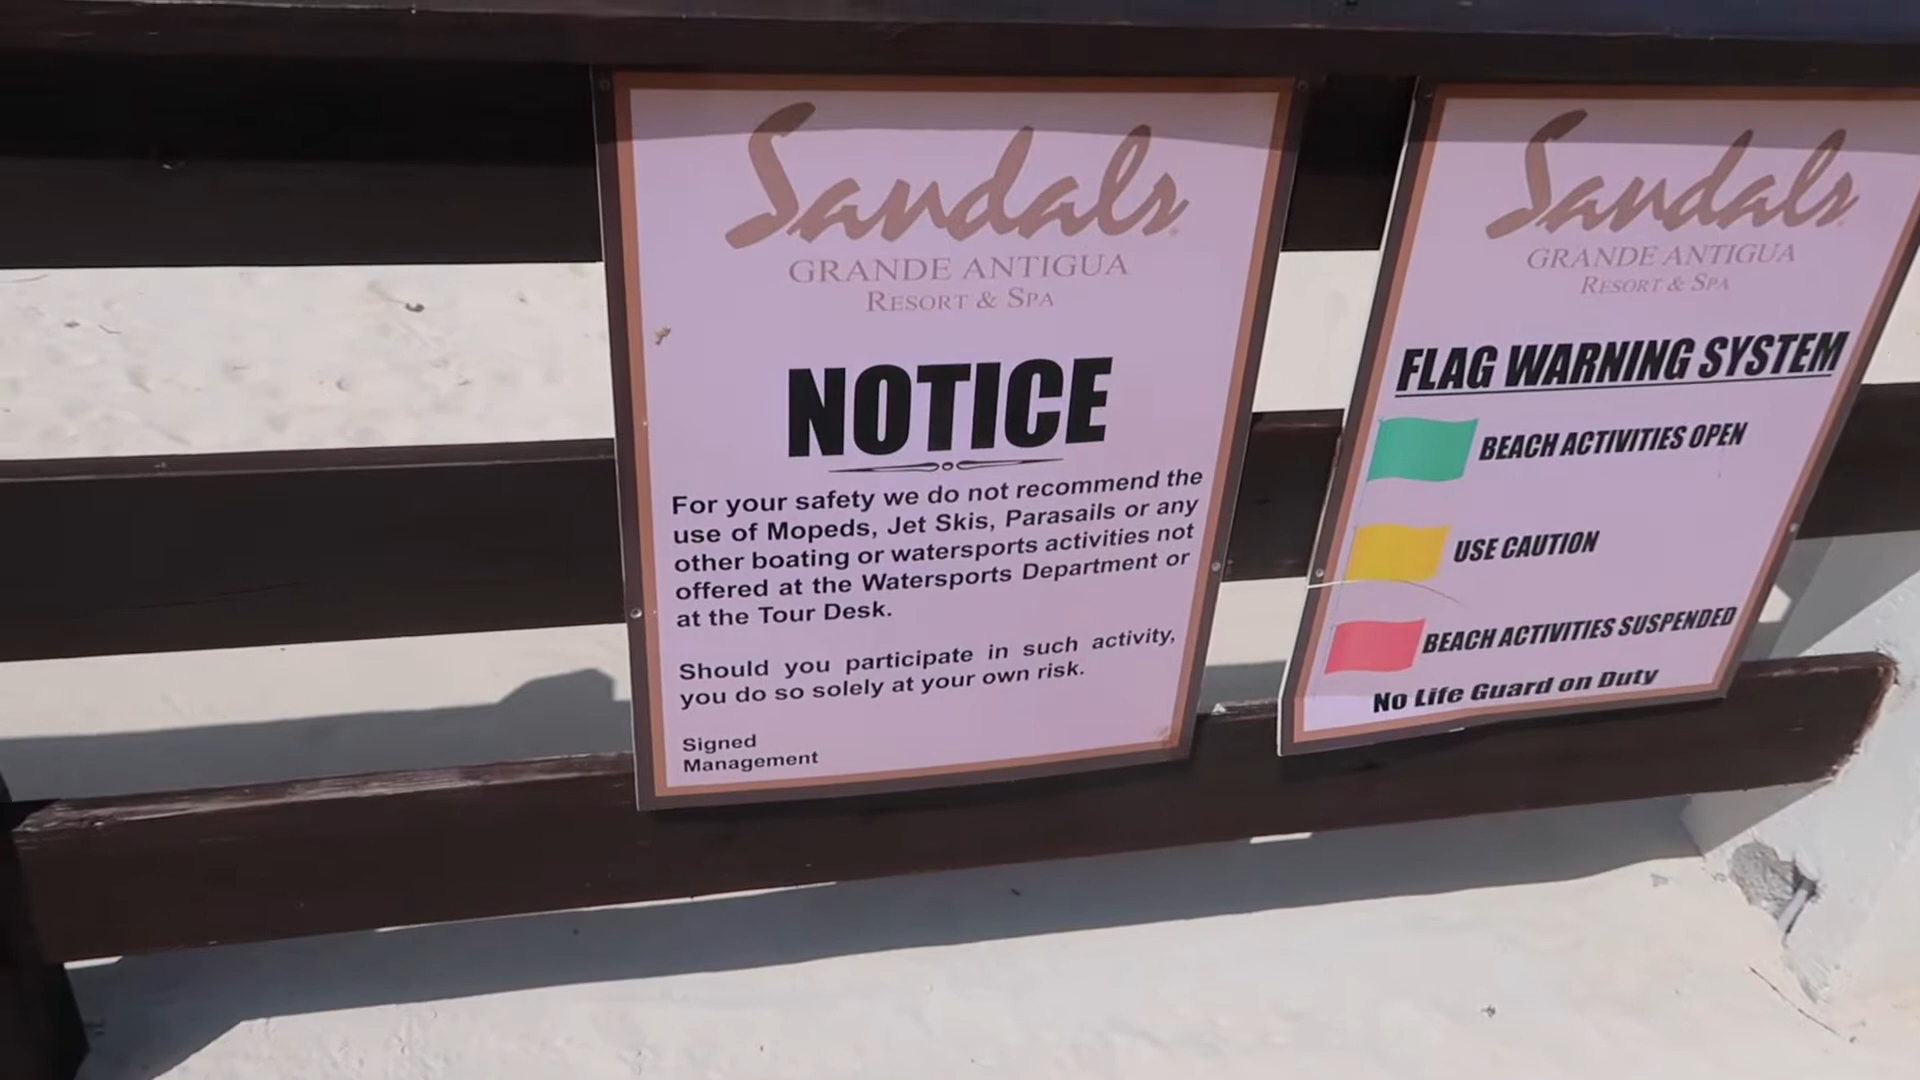 Sandals
GRANDE ANTIGUA
RESORT & SPA
NOTICE
For your safety we do not recommend the
use of Mopeds, Jet Skis, Parasails or any
other boating or watersports activities not
offered at the Watersports Department or
at the Tour Desk.
Should you participate in such activity,
you do so solely at your own risk.
Signed
Management
Sandals
GRANDE ANTIGUA
RESORT & SPA
FLAG WARNING SYSTEM
BEACH ACTIVITIES OPEN
USE CAUTION
BEACH ACTIVITIES SUSPENDED
No Life Guard on Duty